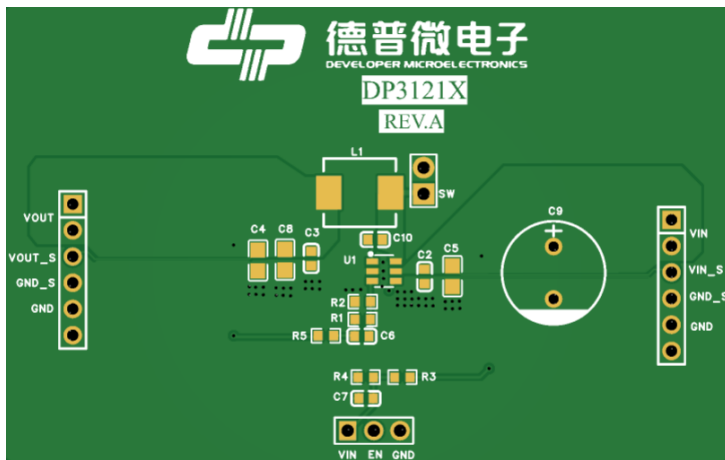 德普微电子
DEVELOPER MICROELECTRONICS
DP3121X
REV.A
L1
SW
C9
VOUT
VOUT_S
GND_S
GND
C4
C8
C3
C10
U1
C2
C5
VIN
VIN_S
GND_S
GND
R2
R1
R5
C6
R4
R3
C7
VIN EN GND